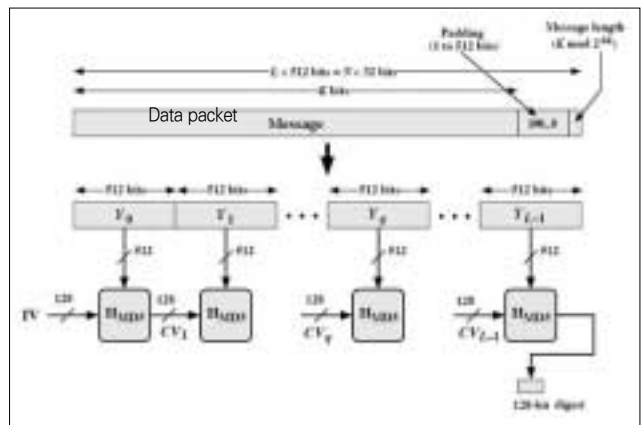 Padding
(1 to 512 bits)
Message length
(K mod 2^64)
L × 512 bits = N × 32 bits
K bits
Data packet
Message
100...0
512 bits
512 bits
512 bits
512 bits
Y0
Y1
• • •
Yq
• • •
YL–1
512
512
512
512
IV
128
HMD5
128
CV1
HMD5
128
CVq
HMD5
128
CVL–1
HMD5
128-bit digest